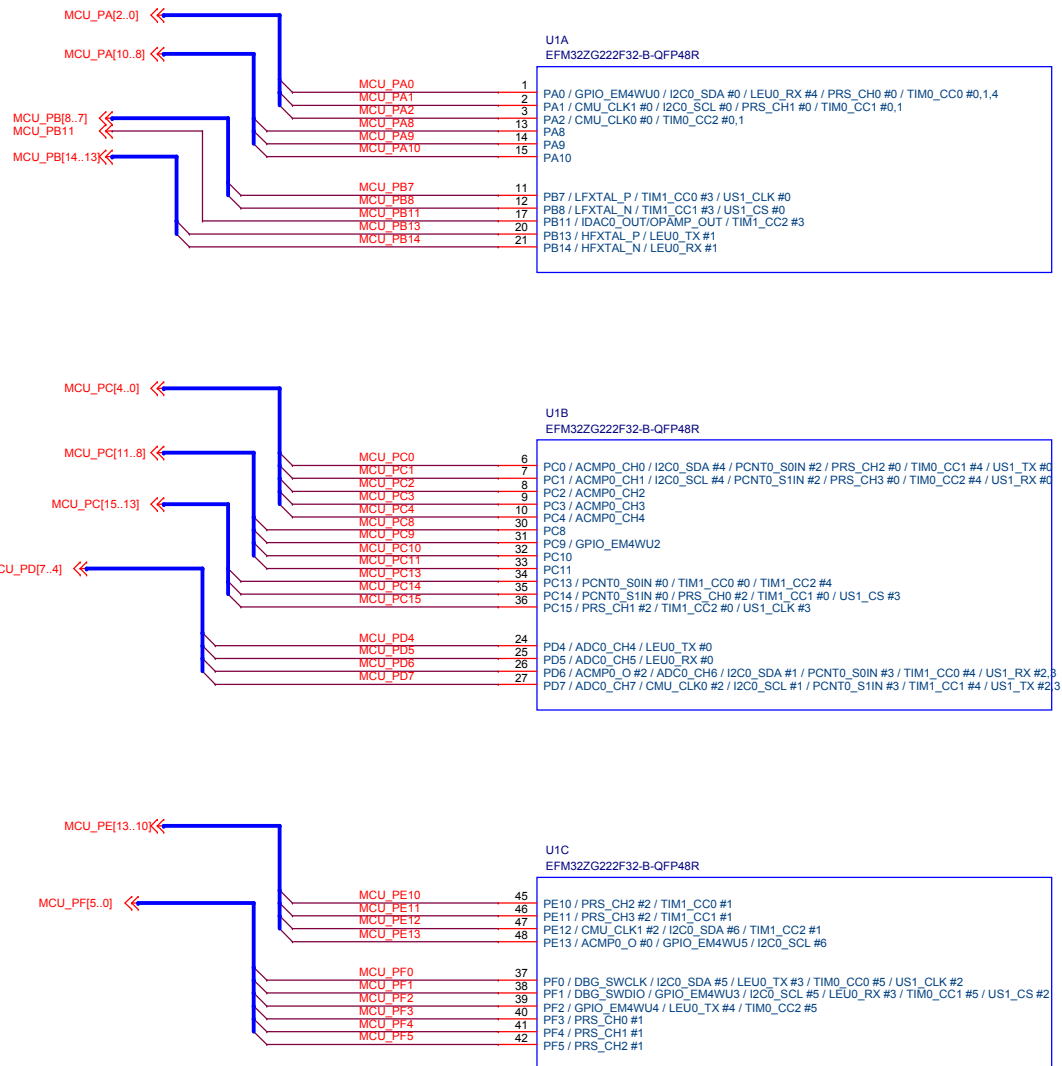 MCU_PA[2..0]
MCU_PA[10..8]
MCU_PB[8..7]
MCU_PB11
MCU_PB[14..13]
U1A
EFM32ZG222F32-B-QFP48R
MCU_PA0 1 PA0 / GPIO_EM4WU0 / I2C0_SDA #0 / LEU0_RX #4 / PRS_CH0 #0 / TIM0_CC0 #0,1,4
MCU_PA1 2 PA1 / CMU_CLK1 #0 / I2C0_SCL #0 / PRS_CH1 #0 / TIM0_CC1 #0,1
MCU_PA2 3 PA2 / CMU_CLK0 #0 / TIM0_CC2 #0,1
MCU_PA8 13 PA8
MCU_PA9 14 PA9
MCU_PA10 15 PA10
MCU_PB7 11 PB7 / LFXTAL_P / TIM1_CC0 #3 / US1_CLK #0
MCU_PB8 12 PB8 / LFXTAL_N / TIM1_CC1 #3 / US1_CS #0
MCU_PB11 17 PB11 / IDAC0_OUT/OPAMP_OUT / TIM1_CC2 #3
MCU_PB13 20 PB13 / HFXTAL_P / LEU0_TX #1
MCU_PB14 21 PB14 / HFXTAL_N / LEU0_RX #1
MCU_PC[4..0]
MCU_PC[11..8]
MCU_PC[15..13]
CU_PD[7..4]
U1B
EFM32ZG222F32-B-QFP48R
MCU_PC0 6 PC0 / ACMP0_CH0 / I2C0_SDA #4 / PCNT0_S0IN #2 / PRS_CH2 #0 / TIM0_CC1 #4 / US1_TX #0
MCU_PC1 7 PC1 / ACMP0_CH1 / I2C0_SCL #4 / PCNT0_S1IN #2 / PRS_CH3 #0 / TIM0_CC2 #4 / US1_RX #0
MCU_PC2 8 PC2 / ACMP0_CH2
MCU_PC3 9 PC3 / ACMP0_CH3
MCU_PC4 10 PC4 / ACMP0_CH4
MCU_PC8 30 PC8
MCU_PC9 31 PC9 / GPIO_EM4WU2
MCU_PC10 32 PC10
MCU_PC11 33 PC11
MCU_PC13 34 PC13 / PCNT0_S0IN #0 / TIM1_CC0 #0 / TIM1_CC2 #4
MCU_PC14 35 PC14 / PCNT0_S1IN #0 / PRS_CH0 #2 / TIM1_CC1 #0 / US1_CS #3
MCU_PC15 36 PC15 / PRS_CH1 #2 / TIM1_CC2 #0 / US1_CLK #3
MCU_PD4 24 PD4 / ADC0_CH4 / LEU0_TX #0
MCU_PD5 25 PD5 / ADC0_CH5 / LEU0_RX #0
MCU_PD6 26 PD6 / ACMP0_O #2 / ADC0_CH6 / I2C0_SDA #1 / PCNT0_S0IN #3 / TIM1_CC0 #4 / US1_RX #2,3
MCU_PD7 27 PD7 / ADC0_CH7 / CMU_CLK0 #2 / I2C0_SCL #1 / PCNT0_S1IN #3 / TIM1_CC1 #4 / US1_TX #2,3
MCU_PE[13..10]
MCU_PF[5..0]
U1C
EFM32ZG222F32-B-QFP48R
MCU_PE10 45 PE10 / PRS_CH2 #2 / TIM1_CC0 #1
MCU_PE11 46 PE11 / PRS_CH3 #2 / TIM1_CC1 #1
MCU_PE12 47 PE12 / CMU_CLK1 #2 / I2C0_SDA #6 / TIM1_CC2 #1
MCU_PE13 48 PE13 / ACMP0_O #0 / GPIO_EM4WU5 / I2C0_SCL #6
MCU_PF0 37 PF0 / DBG_SWCLK / I2C0_SDA #5 / LEU0_TX #3 / TIM0_CC0 #5 / US1_CLK #2
MCU_PF1 38 PF1 / DBG_SWDIO / GPIO_EM4WU3 / I2C0_SCL #5 / LEU0_RX #3 / TIM0_CC1 #5 / US1_CS #2
MCU_PF2 39 PF2 / GPIO_EM4WU4 / LEU0_TX #4 / TIM0_CC2 #5
MCU_PF3 40 PF3 / PRS_CH0 #1
MCU_PF4 41 PF4 / PRS_CH1 #1
MCU_PF5 42 PF5 / PRS_CH2 #1